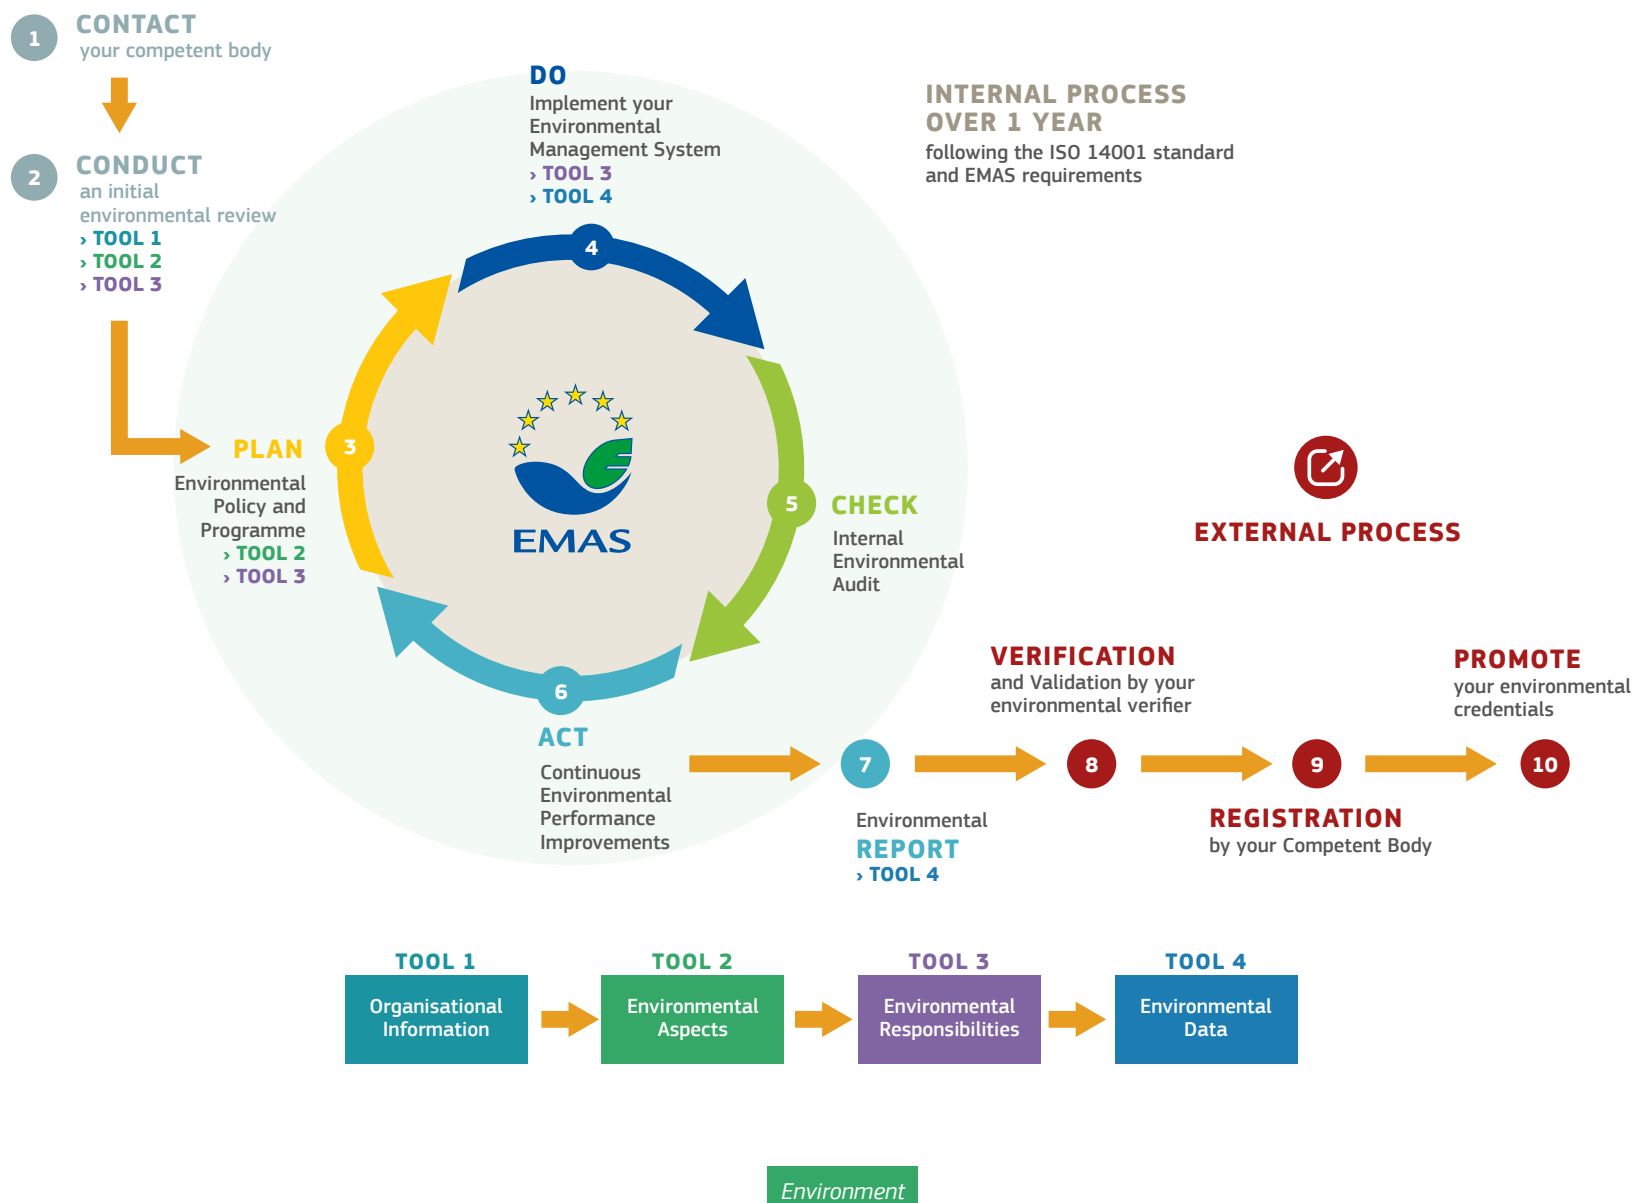 1
CONTACT
your competent body
2
CONDUCT
an initial
environmental review
› TOOL 1
› TOOL 2
› TOOL 3
PLAN
3
Environmental
Policy and
Programme
› TOOL 2
› TOOL 3
DO
Implement your
Environmental
Management System
› TOOL 3
› TOOL 4
4
INTERNAL PROCESS
OVER 1 YEAR
following the ISO 14001 standard
and EMAS requirements
EMAS
5
CHECK
Internal
Environmental
Audit
6
ACT
Continuous
Environmental
Performance
Improvements
7
Environmental
REPORT
› TOOL 4
EXTERNAL PROCESS
VERIFICATION
and Validation by your
environmental verifier
8
9
REGISTRATION
by your Competent Body
PROMOTE
your environmental
credentials
10
TOOL 1
Organisational
Information
TOOL 2
Environmental
Aspects
TOOL 3
Environmental
Responsibilities
TOOL 4
Environmental
Data
Environment